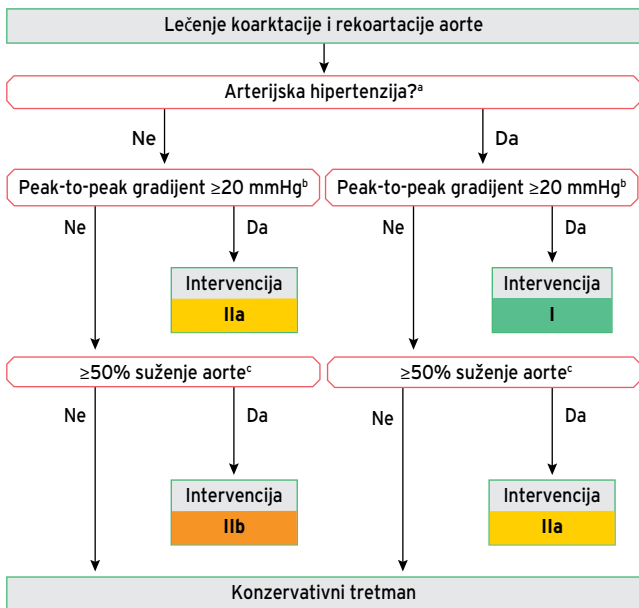 Lečenje koarktacije i rekoartacije aorte
Arterijska hipertenzija?ᵃ
Ne
Da
Peak-to-peak gradijent ≥20 mmHgᵇ
Peak-to-peak gradijent ≥20 mmHgᵇ
Ne
Da
Ne
Da
Intervencija
IIa
Intervencija
I
≥50% suženje aorteᶜ
≥50% suženje aorteᶜ
Ne
Da
Ne
Da
Intervencija
IIb
Intervencija
IIa
Konzervativni tretman